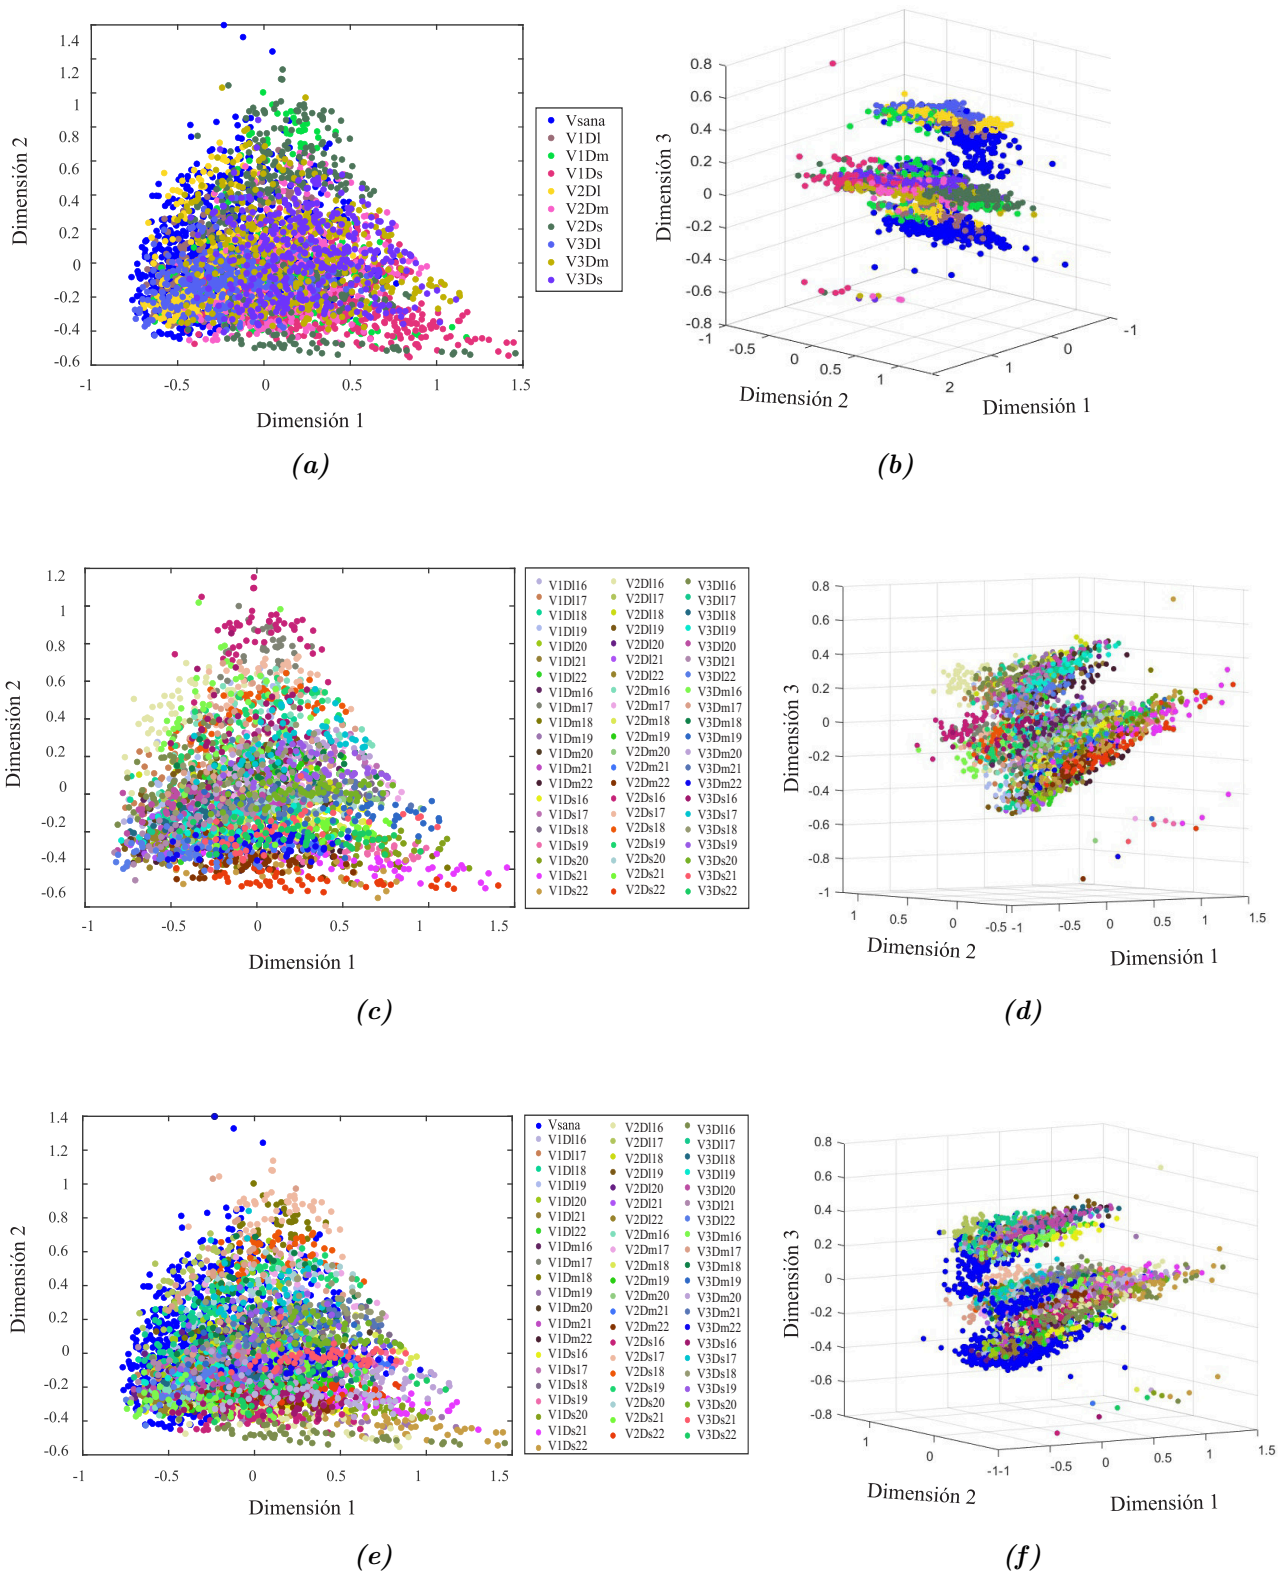 1.4
1.2
1
0.8
0.6
0.4
0.2
0
-0.2
-0.4
-0.6
-1
-0.5
0
0.5
1
1.5
Dimensión 2
Dimensión 1
Vsana
V1Dl
V1Dm
V1Ds
V2Dl
V2Dm
V2Ds
V3Dl
V3Dm
V3Ds
(a)
0.8
0.6
0.4
0.2
0
-0.2
-0.4
-0.6
-0.8
-1
-0.5
0
0.5
1
2
1
0
-1
Dimensión 3
Dimensión 2
Dimensión 1
(b)
1.2
1
0.8
0.6
0.4
0.2
0
-0.2
-0.4
-0.6
-1
-0.5
0
0.5
1
1.5
Dimensión 2
Dimensión 1
V1Dl16 V2Dl16 V3Dl16
V1Dl17 V2Dl17 V3Dl17
V1Dl18 V2Dl18 V3Dl18
V1Dl19 V2Dl19 V3Dl19
V1Dl20 V2Dl20 V3Dl20
V1Dl21 V2Dl21 V3Dl21
V1Dl22 V2Dl22 V3Dl22
V1Dm16 V2Dm16 V3Dm16
V1Dm17 V2Dm17 V3Dm17
V1Dm18 V2Dm18 V3Dm18
V1Dm19 V2Dm19 V3Dm19
V1Dm20 V2Dm20 V3Dm20
V1Dm21 V2Dm21 V3Dm21
V1Dm22 V2Dm22 V3Dm22
V1Ds16 V2Ds16 V3Ds16
V1Ds17 V2Ds17 V3Ds17
V1Ds18 V2Ds18 V3Ds18
V1Ds19 V2Ds19 V3Ds19
V1Ds20 V2Ds20 V3Ds20
V1Ds21 V2Ds21 V3Ds21
V1Ds22 V2Ds22 V3Ds22
(c)
0.8
0.6
0.4
0.2
0
-0.2
-0.4
-0.6
-0.8
-1
1
0.5
0
-0.5
-1
-0.5
0
0.5
1
1.5
Dimensión 3
Dimensión 2
Dimensión 1
(d)
1.4
1.2
1
0.8
0.6
0.4
0.2
0
-0.2
-0.4
-0.6
-1
-0.5
0
0.5
1
1.5
Dimensión 2
Dimensión 1
Vsana V2Dl16 V3Dl16
V1Dl16 V2Dl17 V3Dl17
V1Dl17 V2Dl18 V3Dl18
V1Dl18 V2Dl19 V3Dl19
V1Dl19 V2Dl20 V3Dl20
V1Dl20 V2Dl21 V3Dl21
V1Dl21 V2Dl22 V3Dl22
V1Dl22 V2Dm16 V3Dm16
V1Dm16 V2Dm17 V3Dm17
V1Dm17 V2Dm18 V3Dm18
V1Dm18 V2Dm19 V3Dm19
V1Dm19 V2Dm20 V3Dm20
V1Dm20 V2Dm21 V3Dm21
V1Dm21 V2Dm22 V3Dm22
V1Dm22 V2Ds16 V3Ds16
V1Ds16 V2Ds17 V3Ds17
V1Ds17 V2Ds18 V3Ds18
V1Ds18 V2Ds19 V3Ds19
V1Ds19 V2Ds20 V3Ds20
V1Ds20 V2Ds21 V3Ds21
V1Ds21 V2Ds22 V3Ds22
V1Ds22
(e)
0.8
0.6
0.4
0.2
0
-0.2
-0.4
-0.6
-0.8
1
0
-1
-1
-0.5
0
0.5
1
1.5
Dimensión 3
Dimensión 2
Dimensión 1
(f)